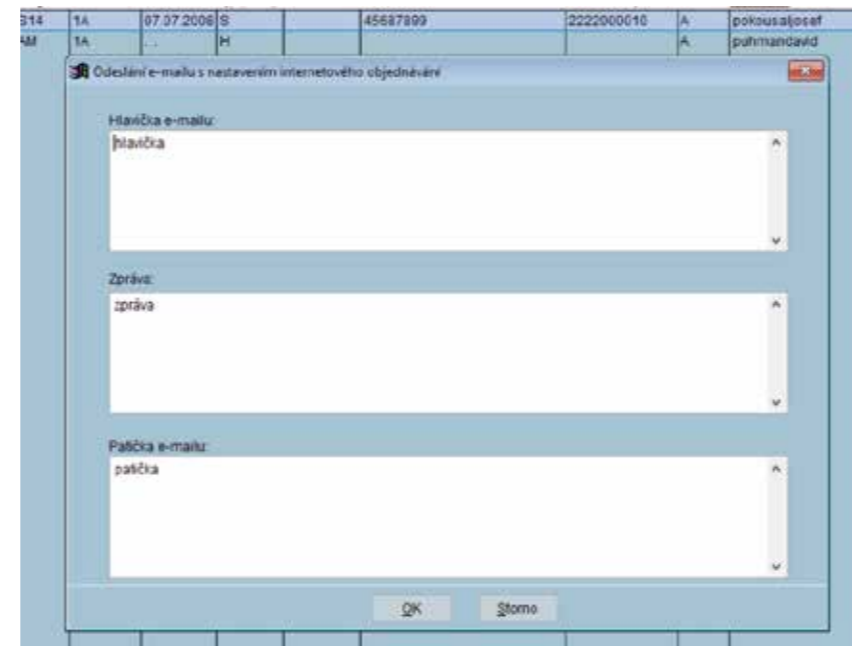 S14 1A 07.07.2006 S 45687899 2222000010 A pokousaljosef
AM 1A . . H A puhmandavid
Odeslání e-mailu s nastavením internetového objednávání
Hlavička e-mailu:
hlavička
Zpráva:
zpráva
Patička e-mailu:
patička
OK Storno